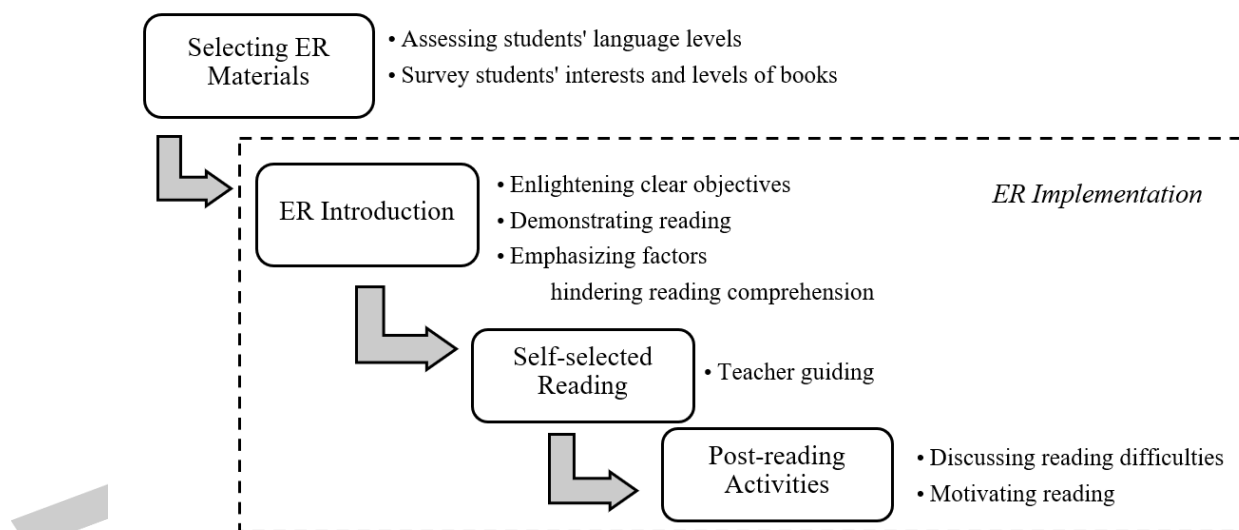 Selecting ER
Materials
• Assessing students' language levels
• Survey students' interests and levels of books
ER Implementation
ER Introduction
• Enlightening clear objectives
• Demonstrating reading
• Emphasizing factors
hindering reading comprehension
Self-selected
Reading
• Teacher guiding
Post-reading
Activities
• Discussing reading difficulties
• Motivating reading